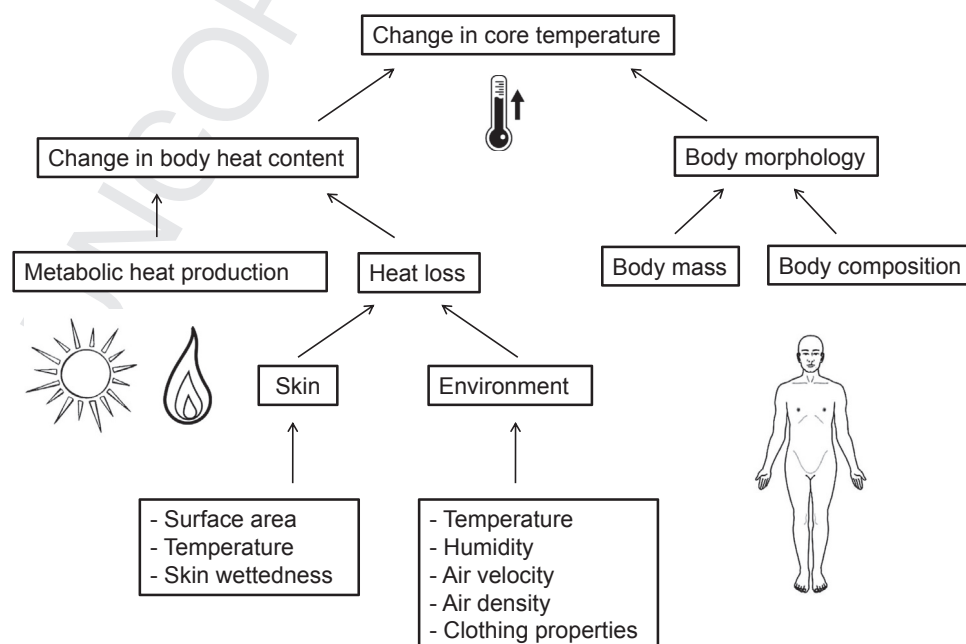 Change in core temperature
Change in body heat content
Body morphology
Metabolic heat production
Heat loss
Body mass
Body composition
Skin
Environment
- Surface area
- Temperature
- Skin wettedness
- Temperature
- Humidity
- Air velocity
- Air density
- Clothing properties